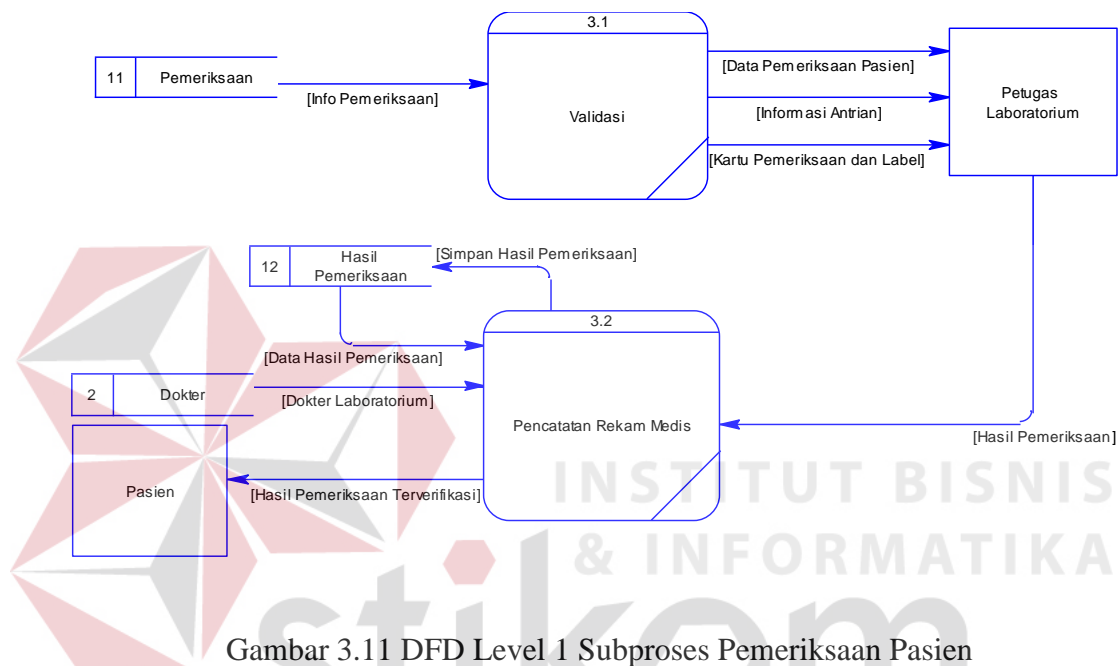 3.1
[Data Pemeriksaan Pasien]
11 Pemeriksaan
[Info Pemeriksaan]
Validasi
[Informasi Antrian]
Petugas
Laboratorium
[Kartu Pemeriksaan dan Label]
12
Hasil
Pemeriksaan
[Simpan Hasil Pemeriksaan]
3.2
[Data Hasil Pemeriksaan]
2 Dokter
[Dokter Laboratorium]
Pencatatan Rekam Medis
[Hasil Pemeriksaan]
Pasien
[Hasil Pemeriksaan Terverifikasi]
INSTITUT BISNIS
& INFORMATIKA
stikom
Gambar 3.11 DFD Level 1 Subproses Pemeriksaan Pasien